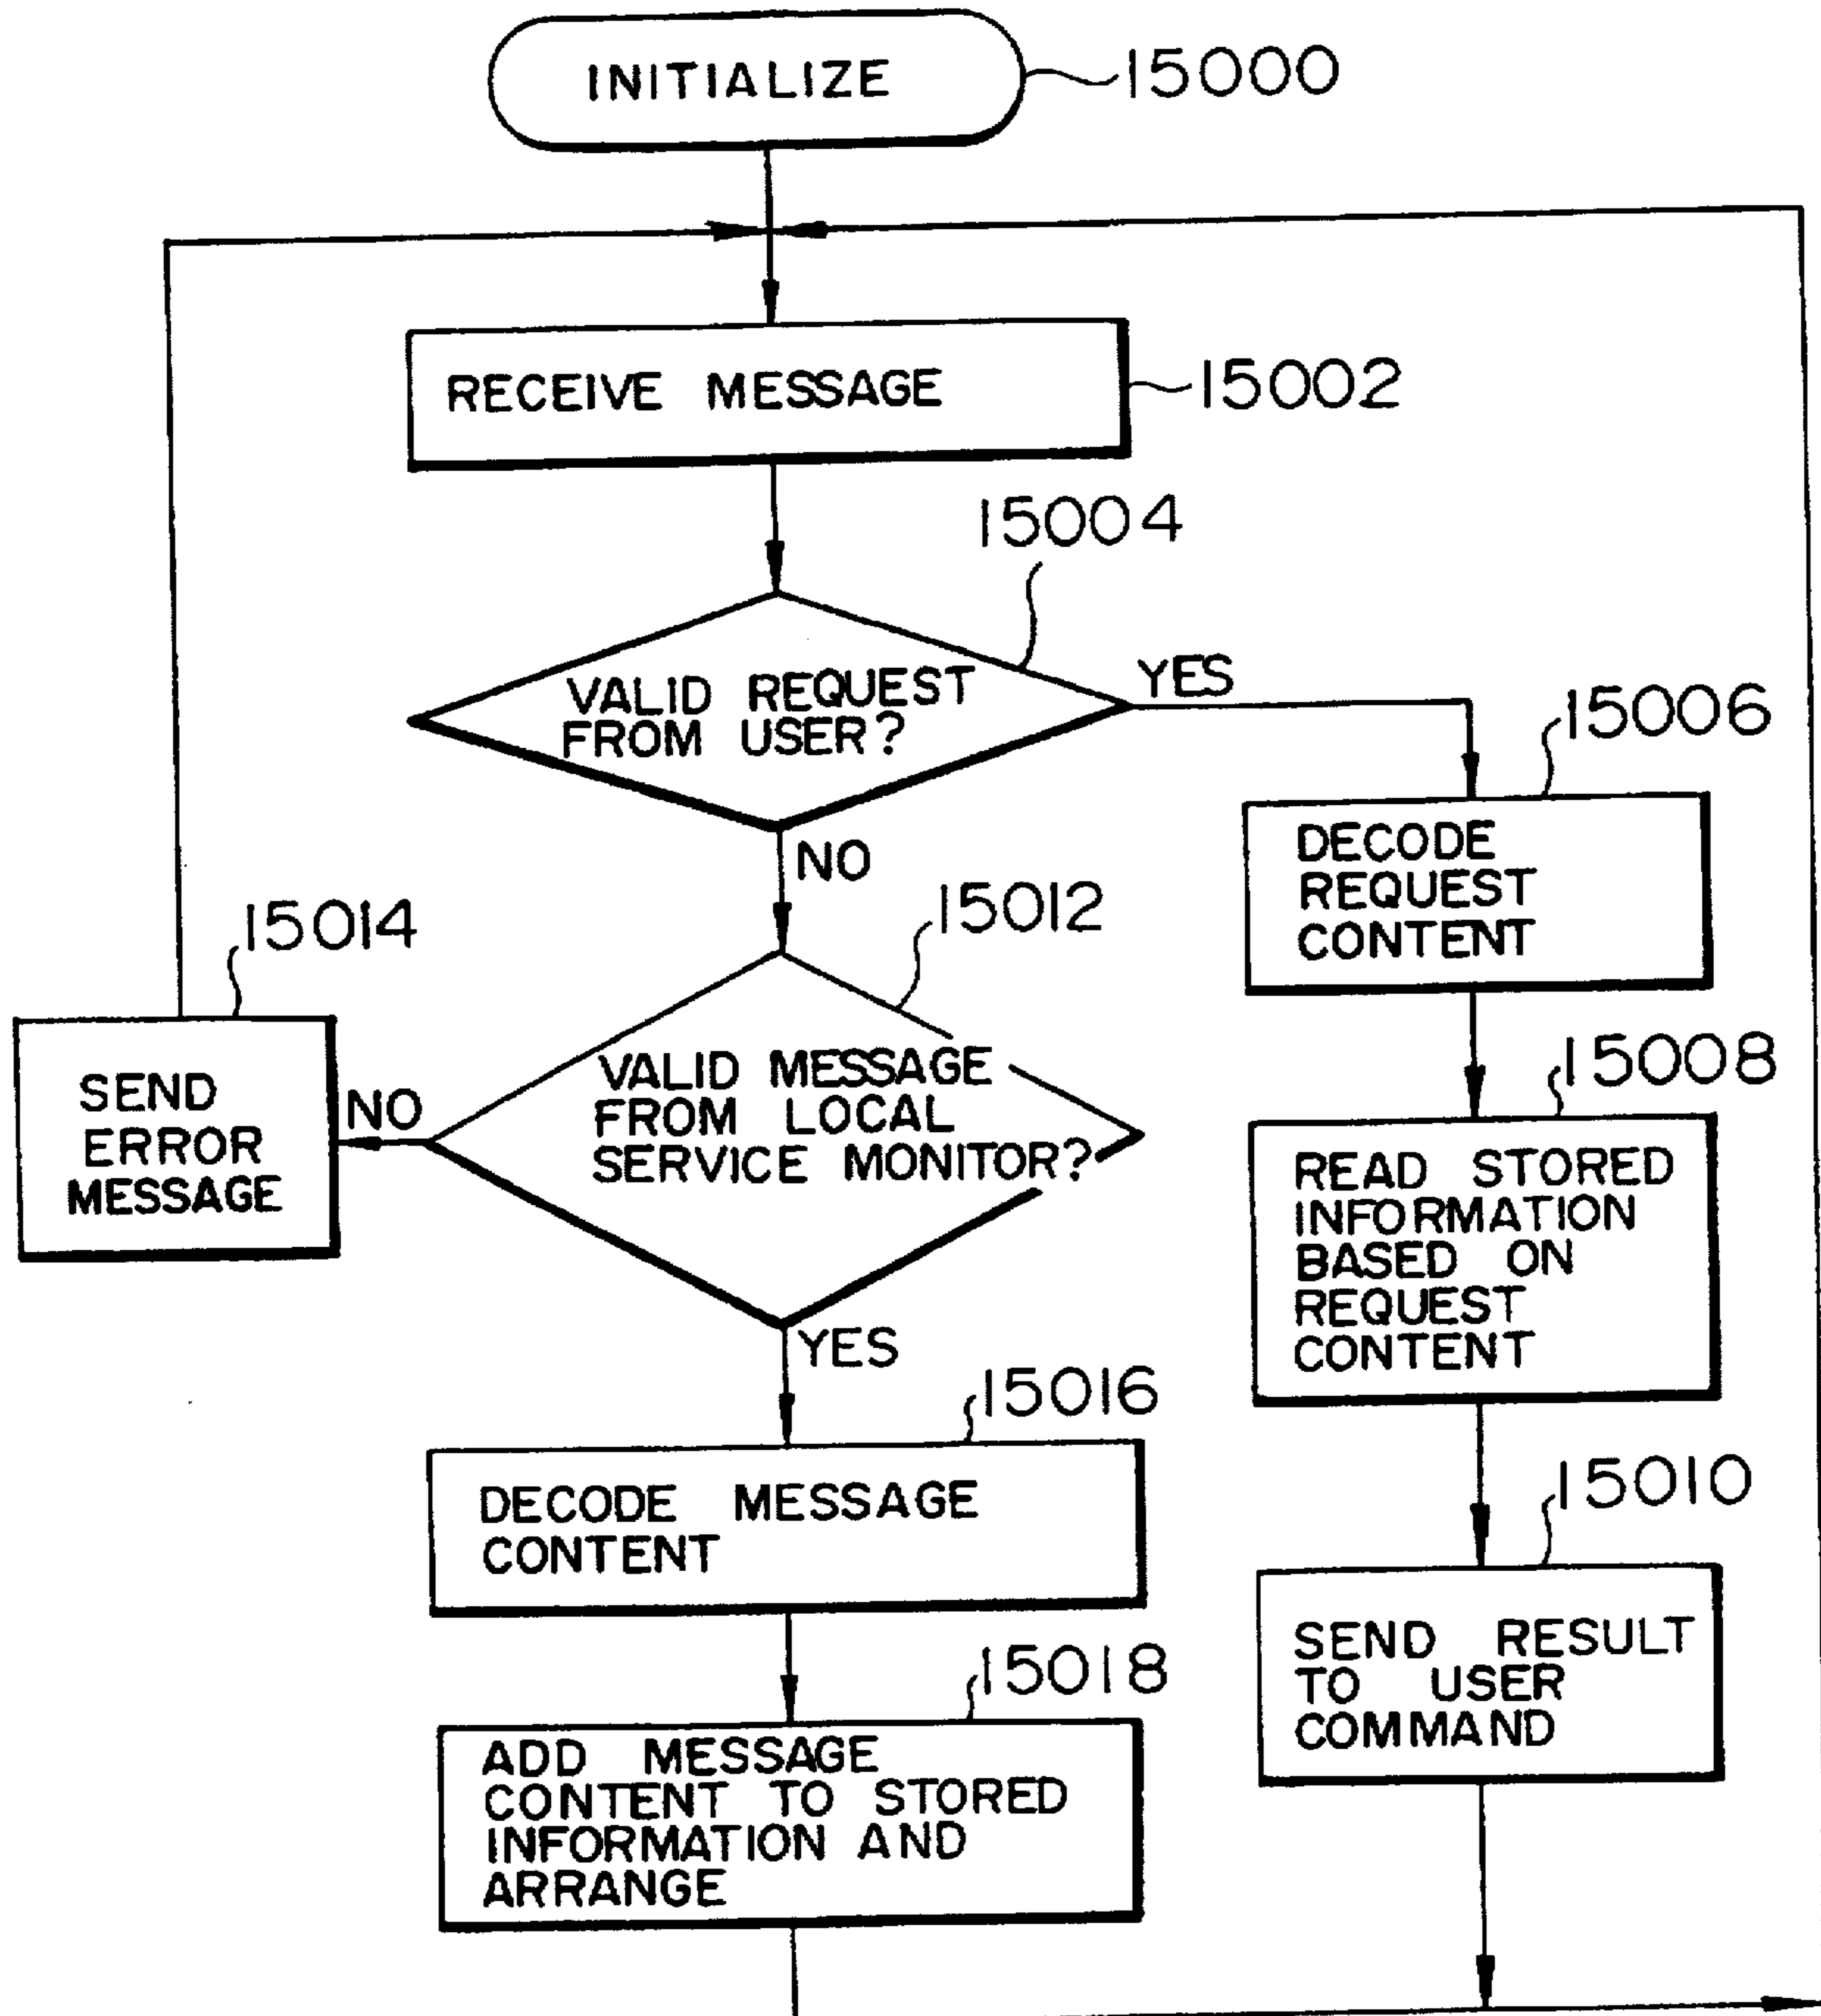 INITIALIZE
15000
RECEIVE MESSAGE
15002
15004
VALID REQUEST
FROM USER?
YES
NO
15006
DECODE
REQUEST
CONTENT
15008
READ STORED
INFORMATION
BASED ON
REQUEST
CONTENT
15010
SEND RESULT
TO USER
COMMAND
15012
VALID MESSAGE
FROM LOCAL
SERVICE MONITOR?
NO
YES
15014
SEND
ERROR
MESSAGE
15016
DECODE MESSAGE
CONTENT
15018
ADD MESSAGE
CONTENT TO STORED
INFORMATION AND
ARRANGE